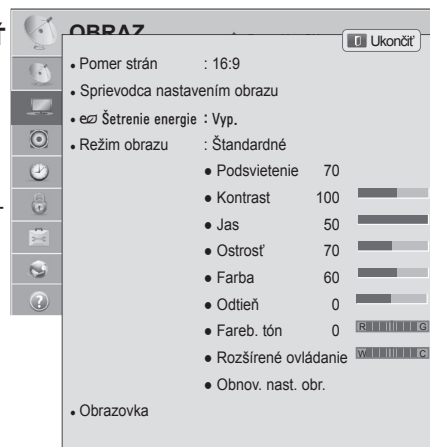 OBRAZ
Ukončiť
• Pomer strán : 16:9
• Sprievodca nastavením obrazu
• Šetrenie energie : Vyp.
• Režim obrazu : Štandardné
● Podsvietenie 70
● Kontrast 100
● Jas 50
● Ostrosť 70
● Farba 60
● Odtieň 0
R G
● Fareb. tón 0
W C
● Rozšírené ovládanie
● Obnov. nast. obr.
• Obrazovka